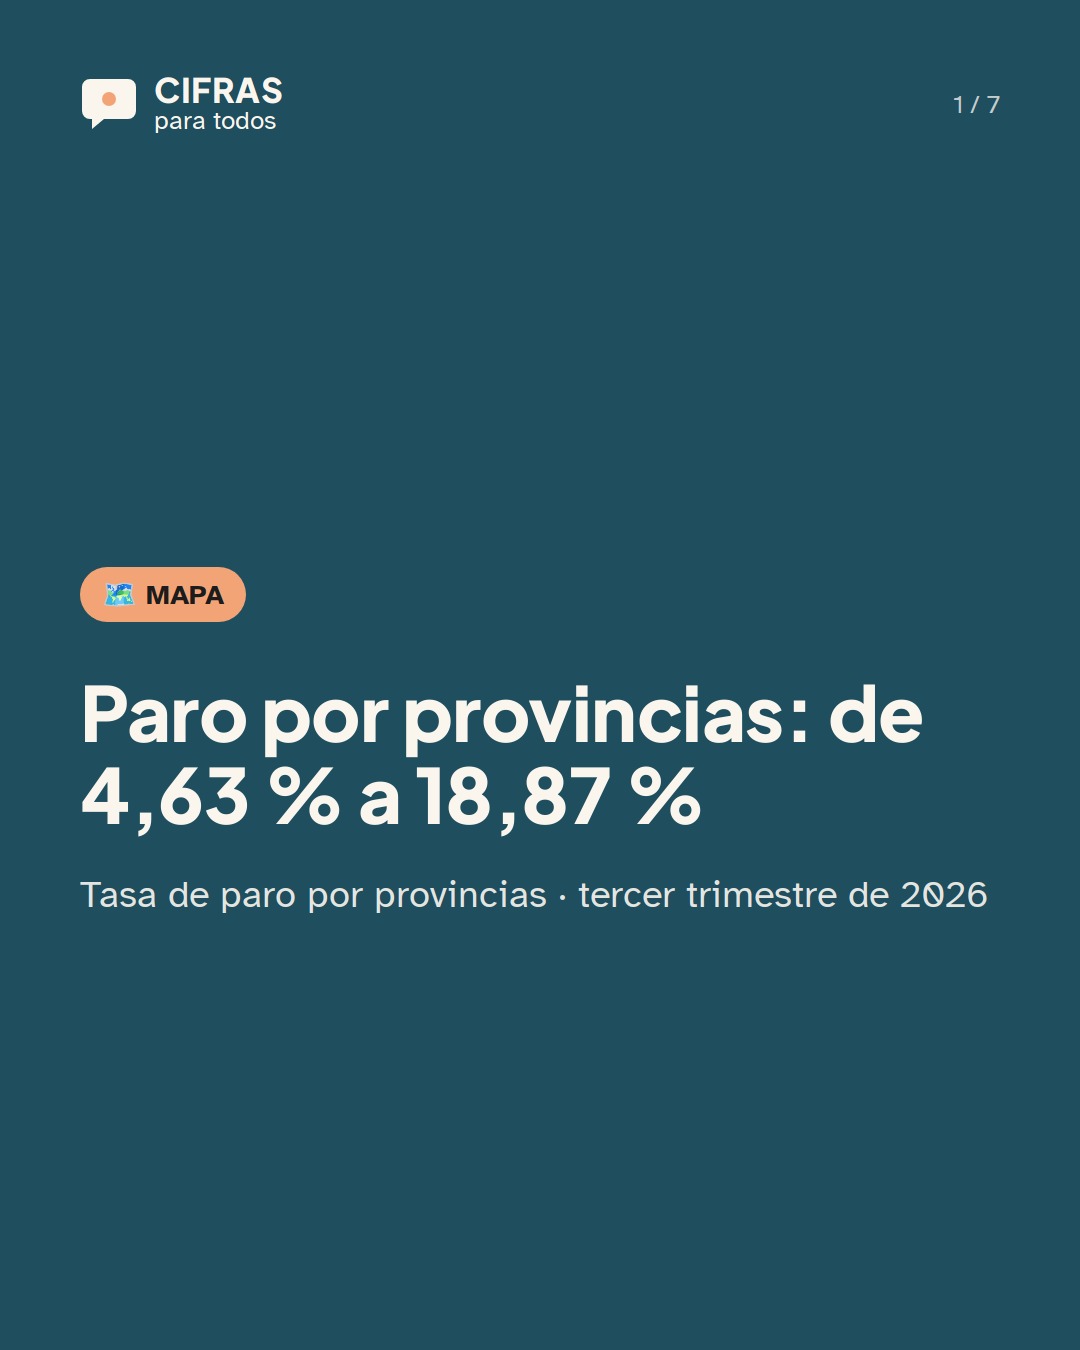 CIFRAS
para todos
1 / 7
MAPA
Paro por provincias: de
4,63 % a 18,87 %
Tasa de paro por provincias · tercer trimestre de 2026